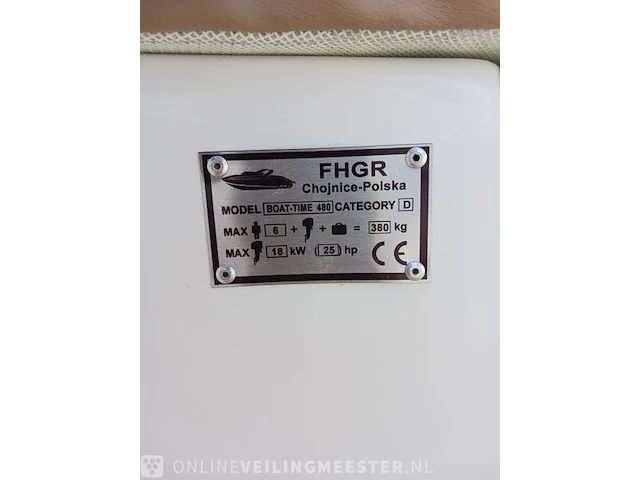 FHGR
Chojnice-Polska
MODEL BOAT-TIME 480 CATEGORY D
MAX 6 + + = 380 kg
MAX 18 kW (25) hp CE
ONLINEVEILINGMEESTER.NL